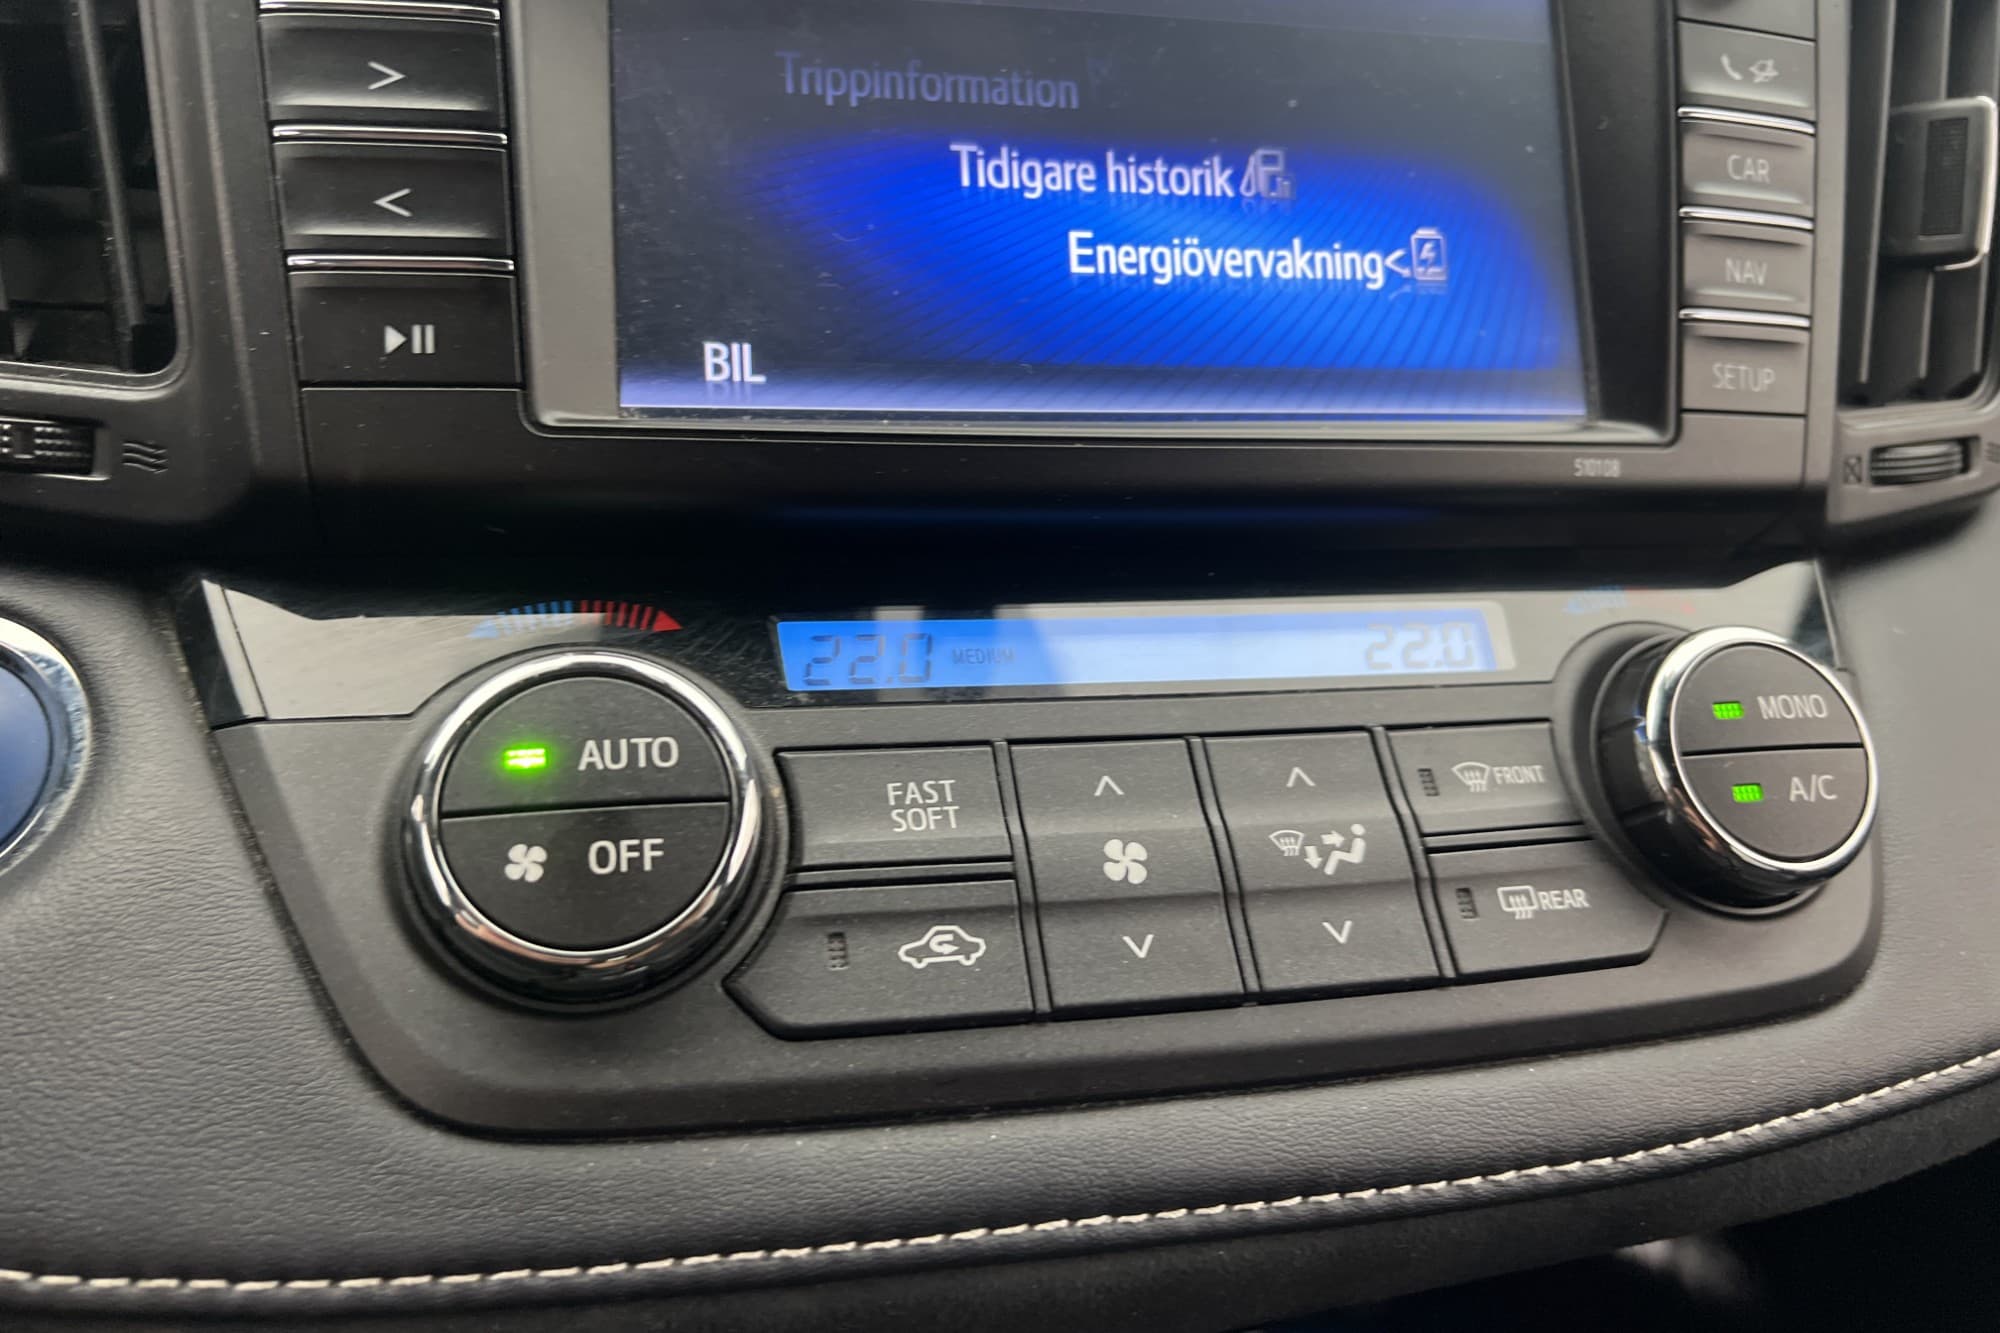 Trippinformation
Tidigare historik
Energiövervakning
BIL
CAR
NAV
SETUP
510108
22.0 MEDIUM 22.0
AUTO
OFF
FAST
SOFT
FRONT
REAR
MONO
A/C